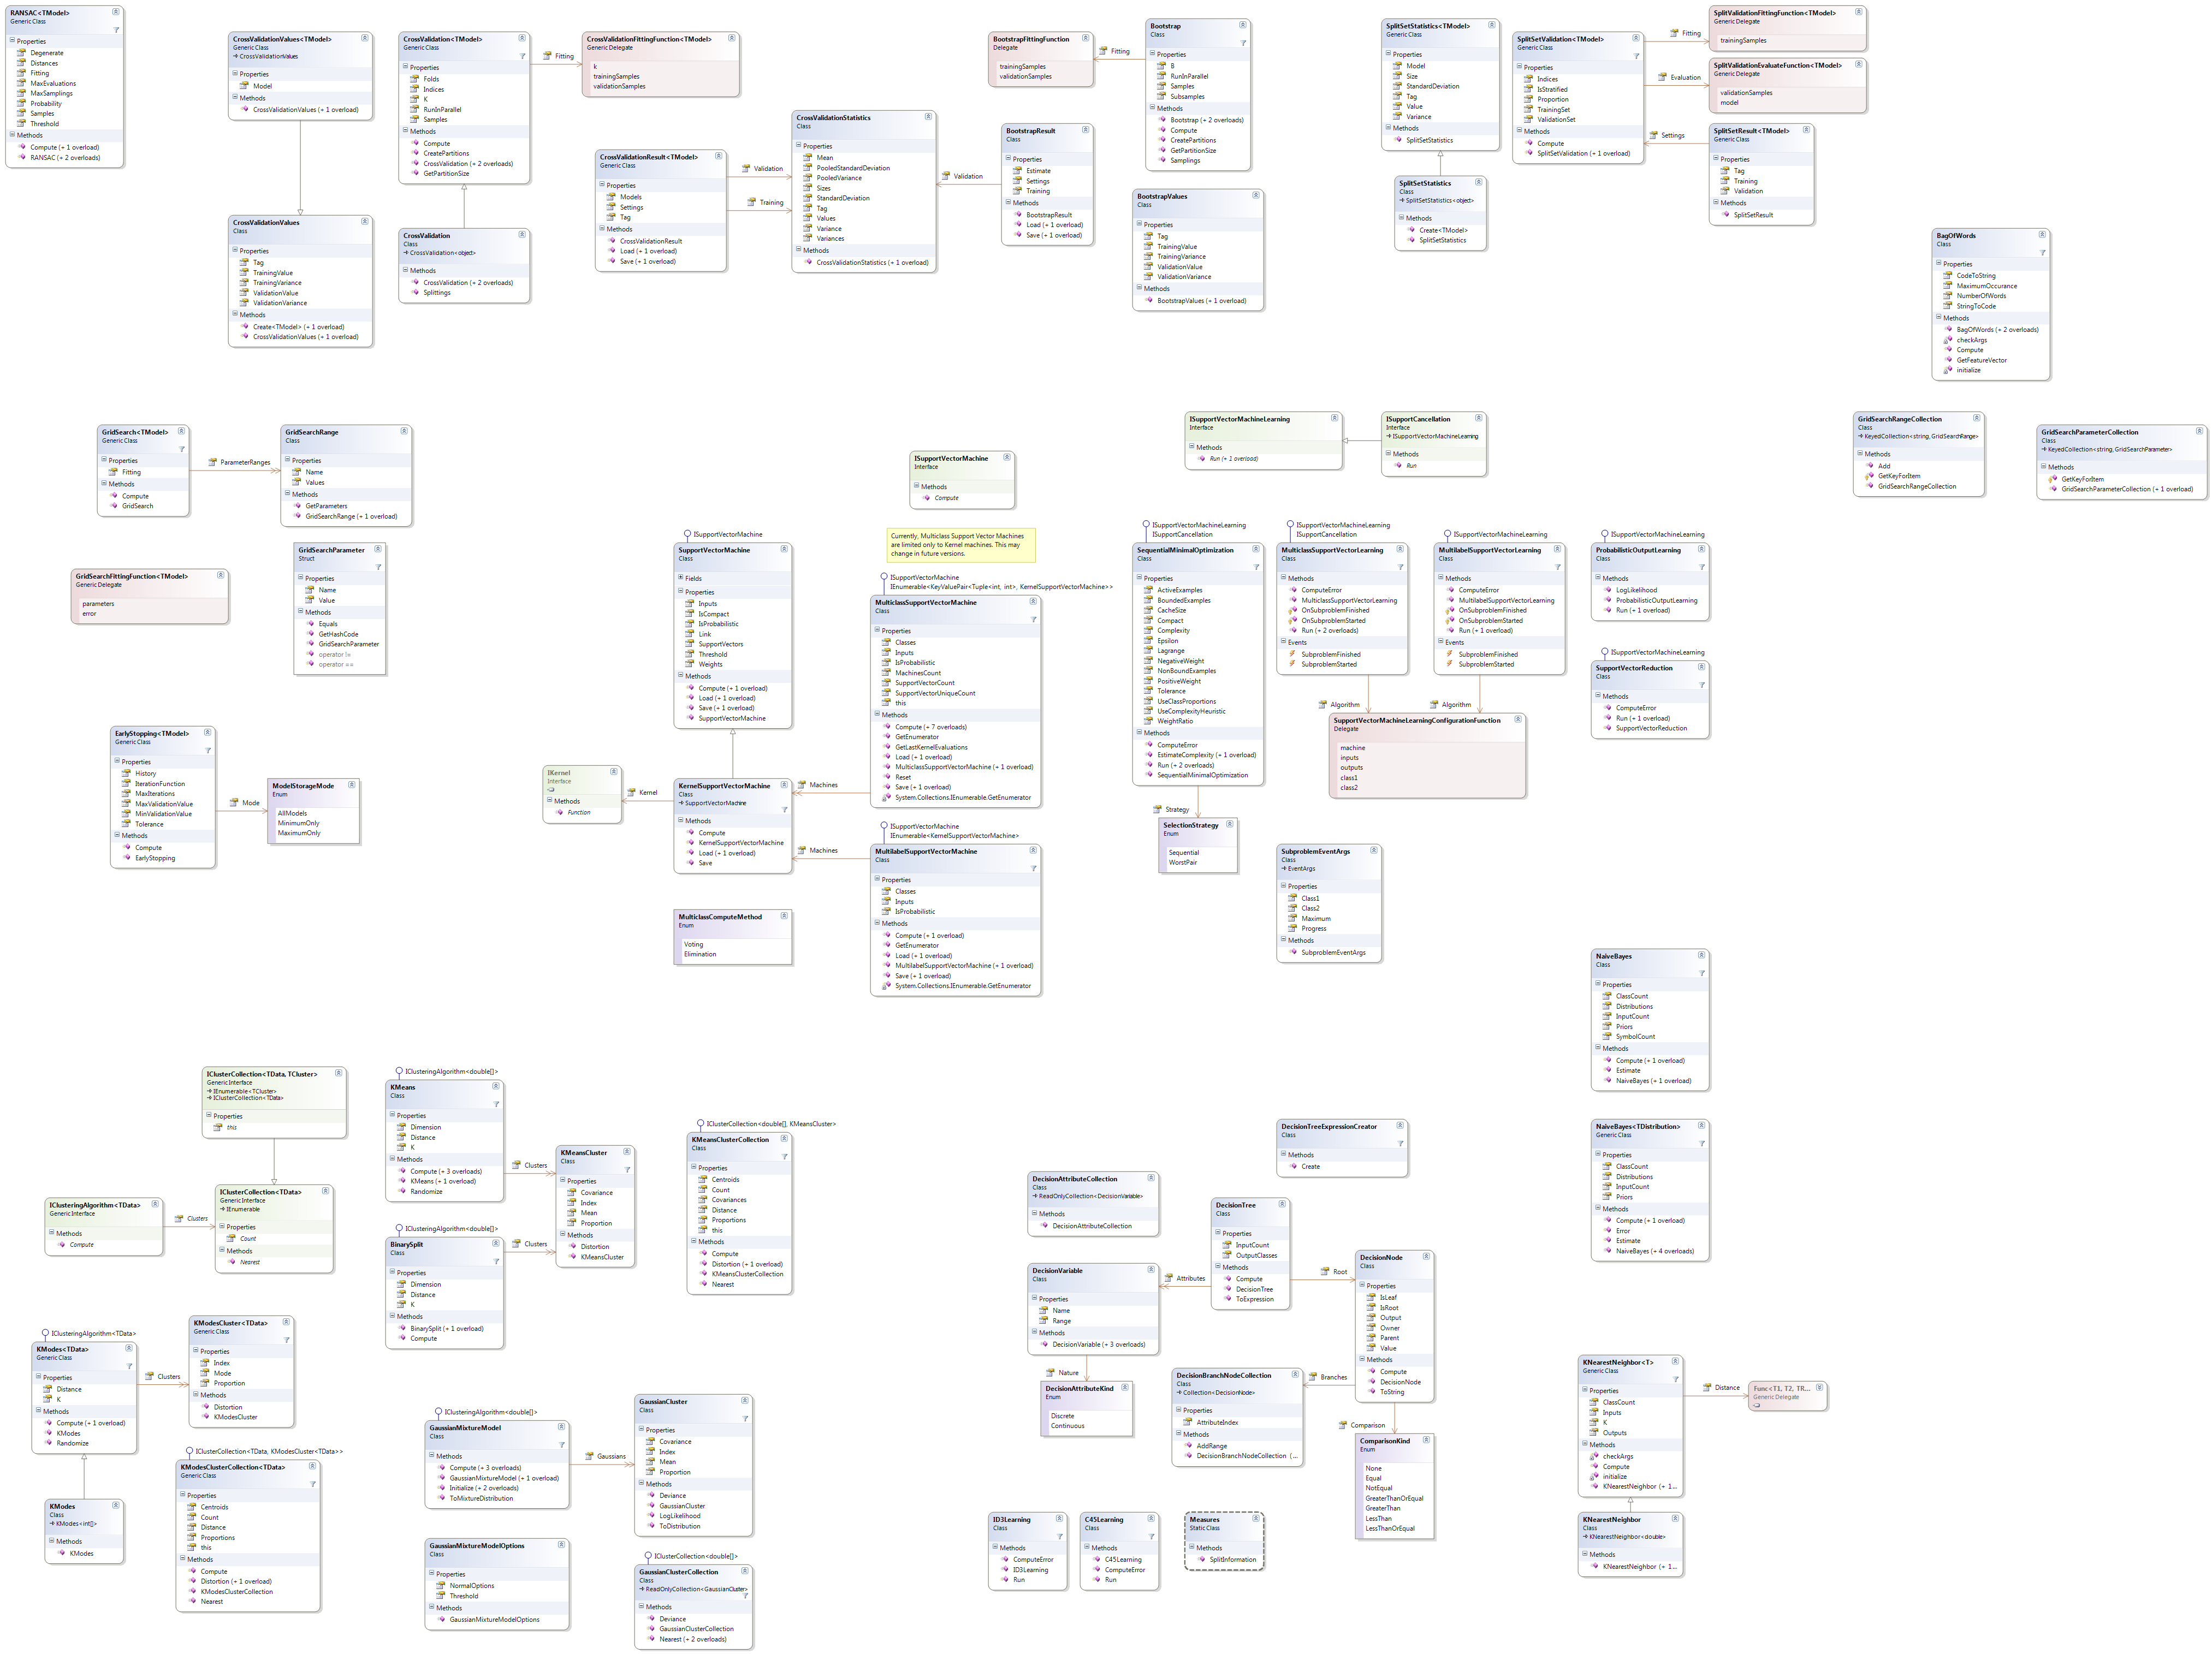 RANSAC<TModel>
Generic Class
Properties
Degenerate
Distances
Fitting
MaxEvaluations
MaxSamplings
Probability
Samples
Threshold
Methods
Compute (+ 1 overload)
RANSAC (+ 2 overloads)
CrossValidationValues<TModel>
Generic Class
CrossValidationValues
Properties
Model
Methods
CrossValidationValues (+ 1 overload)
CrossValidationValues
Class
Properties
Tag
TrainingValue
TrainingVariance
ValidationValue
ValidationVariance
Methods
Create<TModel> (+ 1 overload)
CrossValidationValues (+ 1 overload)
CrossValidation<TModel>
Generic Class
Properties
Folds
Indices
K
RunInParallel
Samples
Methods
Compute
CreatePartitions
CrossValidation (+ 2 overloads)
GetPartitionSize
CrossValidation
Class
CrossValidation<object>
Methods
CrossValidation (+ 2 overloads)
Splittings
Fitting
CrossValidationFittingFunction<TModel>
Generic Delegate
k
trainingSamples
validationSamples
CrossValidationResult<TModel>
Generic Class
Properties
Models
Settings
Tag
Methods
CrossValidationResult
Load (+ 1 overload)
Save (+ 1 overload)
Validation
Training
CrossValidationStatistics
Class
Properties
Mean
PooledStandardDeviation
PooledVariance
Sizes
StandardDeviation
Tag
Values
Variance
Variances
Methods
CrossValidationStatistics (+ 1 overload)
Validation
BootstrapFittingFunction
Delegate
trainingSamples
validationSamples
Fitting
BootstrapResult
Class
Properties
Estimate
Settings
Training
Methods
BootstrapResult
Load (+ 1 overload)
Save (+ 1 overload)
Bootstrap
Class
Properties
B
RunInParallel
Samples
Subsamples
Methods
Bootstrap (+ 2 overloads)
Compute
CreatePartitions
GetPartitionSize
Samplings
BootstrapValues
Class
Properties
Tag
TrainingValue
TrainingVariance
ValidationValue
ValidationVariance
Methods
BootstrapValues (+ 1 overload)
SplitSetStatistics<TModel>
Generic Class
Properties
Model
Size
StandardDeviation
Tag
Value
Variance
Methods
SplitSetStatistics
SplitSetStatistics
Class
SplitSetStatistics<object>
Methods
Create<TModel>
SplitSetStatistics
SplitSetValidation<TModel>
Generic Class
Properties
Indices
IsStratified
Proportion
TrainingSet
ValidationSet
Methods
Compute
SplitSetValidation (+ 1 overload)
Fitting
Evaluation
Settings
SplitValidationFittingFunction<TModel>
Generic Delegate
trainingSamples
SplitValidationEvaluateFunction<TModel>
Generic Delegate
validationSamples
model
SplitSetResult<TModel>
Generic Class
Properties
Tag
Training
Validation
Methods
SplitSetResult
BagOfWords
Class
Properties
CodeToString
MaximumOccurance
NumberOfWords
StringToCode
Methods
BagOfWords (+ 2 overloads)
checkArgs
Compute
GetFeatureVector
initialize
GridSearch<TModel>
Generic Class
Properties
Fitting
Methods
Compute
GridSearch
ParameterRanges
GridSearchRange
Class
Properties
Name
Values
Methods
GetParameters
GridSearchRange (+ 1 overload)
GridSearchFittingFunction<TModel>
Generic Delegate
parameters
error
GridSearchParameter
Struct
Properties
Name
Value
Methods
Equals
GetHashCode
GridSearchParameter
operator !=
operator ==
EarlyStopping<TModel>
Generic Class
Properties
History
IterationFunction
MaxIterations
MaxValidationValue
MinValidationValue
Tolerance
Methods
Compute
EarlyStopping
Mode
ModelStorageMode
Enum
AllModels
MinimumOnly
MaximumOnly
ISupportVectorMachine
Interface
Methods
Compute
ISupportVectorMachineLearning
Interface
Methods
Run (+ 1 overload)
ISupportCancellation
Interface
ISupportVectorMachineLearning
Methods
Run
GridSearchRangeCollection
Class
KeyedCollection<string, GridSearchRange>
Methods
Add
GetKeyForItem
GridSearchRangeCollection
GridSearchParameterCollection
Class
KeyedCollection<string, GridSearchParameter>
Methods
GetKeyForItem
GridSearchParameterCollection (+ 1 overload)
ISupportVectorMachine
SupportVectorMachine
Class
Fields
Properties
Inputs
IsCompact
IsProbabilistic
Link
SupportVectors
Threshold
Weights
Methods
Compute (+ 1 overload)
Load (+ 1 overload)
Save (+ 1 overload)
SupportVectorMachine
IKernel
Interface
Methods
Function
Kernel
KernelSupportVectorMachine
Class
SupportVectorMachine
Methods
Compute
KernelSupportVectorMachine
Load (+ 1 overload)
Save
Machines
Machines
MulticlassComputeMethod
Enum
Voting
Elimination
Currently, Multiclass Support Vector Machines
are limited only to Kernel machines. This may
change in future versions.
ISupportVectorMachine
IEnumerable<KeyValuePair<Tuple<int, int>, KernelSupportVectorMachine>>
MulticlassSupportVectorMachine
Class
Properties
Classes
Inputs
IsProbabilistic
MachinesCount
SupportVectorCount
SupportVectorUniqueCount
this
Methods
Compute (+ 7 overloads)
GetEnumerator
GetLastKernelEvaluations
Load (+ 1 overload)
MulticlassSupportVectorMachine (+ 1 overload)
Reset
Save (+ 1 overload)
System.Collections.IEnumerable.GetEnumerator
ISupportVectorMachine
IEnumerable<KernelSupportVectorMachine>
MultilabelSupportVectorMachine
Class
Properties
Classes
Inputs
IsProbabilistic
Methods
Compute (+ 1 overload)
GetEnumerator
Load (+ 1 overload)
MultilabelSupportVectorMachine (+ 1 overload)
Save (+ 1 overload)
System.Collections.IEnumerable.GetEnumerator
ISupportVectorMachineLearning
ISupportCancellation
SequentialMinimalOptimization
Class
Properties
ActiveExamples
BoundedExamples
CacheSize
Compact
Complexity
Epsilon
Lagrange
NegativeWeight
NonBoundExamples
PositiveWeight
Tolerance
UseClassProportions
UseComplexityHeuristic
WeightRatio
Methods
ComputeError
EstimateComplexity (+ 1 overload)
Run (+ 2 overloads)
SequentialMinimalOptimization
Strategy
SelectionStrategy
Enum
Sequential
WorstPair
ISupportVectorMachineLearning
ISupportCancellation
MulticlassSupportVectorLearning
Class
Methods
ComputeError
MulticlassSupportVectorLearning
OnSubproblemFinished
OnSubproblemStarted
Run (+ 2 overloads)
Events
SubproblemFinished
SubproblemStarted
Algorithm
ISupportVectorMachineLearning
MultilabelSupportVectorLearning
Class
Methods
ComputeError
MultilabelSupportVectorLearning
OnSubproblemFinished
OnSubproblemStarted
Run (+ 1 overload)
Events
SubproblemFinished
SubproblemStarted
Algorithm
SupportVectorMachineLearningConfigurationFunction
Delegate
machine
inputs
outputs
class1
class2
SubproblemEventArgs
Class
EventArgs
Properties
Class1
Class2
Maximum
Progress
Methods
SubproblemEventArgs
ISupportVectorMachineLearning
ProbabilisticOutputLearning
Class
Methods
LogLikelihood
ProbabilisticOutputLearning
Run (+ 1 overload)
ISupportVectorMachineLearning
SupportVectorReduction
Class
Methods
ComputeError
Run (+ 1 overload)
SupportVectorReduction
NaiveBayes
Class
Properties
ClassCount
Distributions
InputCount
Priors
SymbolCount
Methods
Compute (+ 1 overload)
Estimate
NaiveBayes (+ 1 overload)
NaiveBayes<TDistribution>
Generic Class
Properties
ClassCount
Distributions
InputCount
Priors
Methods
Compute (+ 1 overload)
Error
Estimate
NaiveBayes (+ 4 overloads)
IClusterCollection<TData, TCluster>
Generic Interface
IEnumerable<TCluster>
IClusterCollection<TData>
Properties
this
IClusteringAlgorithm<TData>
Generic Interface
Methods
Compute
Clusters
IClusterCollection<TData>
Generic Interface
IEnumerable
Properties
Count
Methods
Nearest
IClusteringAlgorithm<double[]>
KMeans
Class
Properties
Dimension
Distance
K
Methods
Compute (+ 3 overloads)
KMeans (+ 1 overload)
Randomize
Clusters
IClusteringAlgorithm<double[]>
BinarySplit
Class
Properties
Dimension
Distance
K
Methods
BinarySplit (+ 1 overload)
Compute
Clusters
KMeansCluster
Class
Properties
Covariance
Index
Mean
Proportion
Methods
Distortion
KMeansCluster
IClusterCollection<double[], KMeansCluster>
KMeansClusterCollection
Class
Properties
Centroids
Count
Covariances
Distance
Proportions
this
Methods
Compute
Distortion (+ 1 overload)
KMeansClusterCollection
Nearest
IClusteringAlgorithm<TData>
KModes<TData>
Generic Class
Properties
Distance
K
Methods
Compute (+ 1 overload)
KModes
Randomize
Clusters
KModesCluster<TData>
Generic Class
Properties
Index
Mode
Proportion
Methods
Distortion
KModesCluster
KModes
Class
KModes<int[]>
Methods
KModes
IClusterCollection<TData, KModesCluster<TData>>
KModesClusterCollection<TData>
Generic Class
Properties
Centroids
Count
Distance
Proportions
this
Methods
Compute
Distortion (+ 1 overload)
KModesClusterCollection
Nearest
IClusteringAlgorithm<double[]>
GaussianMixtureModel
Class
Methods
Compute (+ 3 overloads)
GaussianMixtureModel (+ 1 overload)
Initialize (+ 2 overloads)
ToMixtureDistribution
Gaussians
GaussianCluster
Class
Properties
Covariance
Index
Mean
Proportion
Methods
Deviance
GaussianCluster
LogLikelihood
ToDistribution
GaussianMixtureModelOptions
Class
Properties
NormalOptions
Threshold
Methods
GaussianMixtureModelOptions
IClusterCollection<double[]>
GaussianClusterCollection
Class
ReadOnlyCollection<GaussianCluster>
Methods
Deviance
GaussianClusterCollection
Nearest (+ 2 overloads)
DecisionTreeExpressionCreator
Class
Methods
Create
DecisionAttributeCollection
Class
ReadOnlyCollection<DecisionVariable>
Methods
DecisionAttributeCollection
DecisionTree
Class
Properties
InputCount
OutputClasses
Methods
Compute
DecisionTree
ToExpression
Attributes
Root
DecisionVariable
Class
Properties
Name
Range
Methods
DecisionVariable (+ 3 overloads)
Nature
DecisionAttributeKind
Enum
Discrete
Continuous
DecisionNode
Class
Properties
IsLeaf
IsRoot
Output
Owner
Parent
Value
Methods
Compute
DecisionNode
ToString
Branches
DecisionBranchNodeCollection
Class
Collection<DecisionNode>
Properties
AttributeIndex
Methods
AddRange
DecisionBranchNodeCollection (...
Comparison
ComparisonKind
Enum
None
Equal
NotEqual
GreaterThanOrEqual
GreaterThan
LessThan
LessThanOrEqual
ID3Learning
Class
Methods
ComputeError
ID3Learning
Run
C45Learning
Class
Methods
C45Learning
ComputeError
Run
Measures
Static Class
Methods
SplitInformation
KNearestNeighbor<T>
Generic Class
Properties
ClassCount
Inputs
K
Outputs
Methods
checkArgs
Compute
initialize
KNearestNeighbor (+ 1...
Distance
Func<T1, T2, TR...
Generic Delegate
KNearestNeighbor
Class
KNearestNeighbor<double>
Methods
KNearestNeighbor (+ 1...